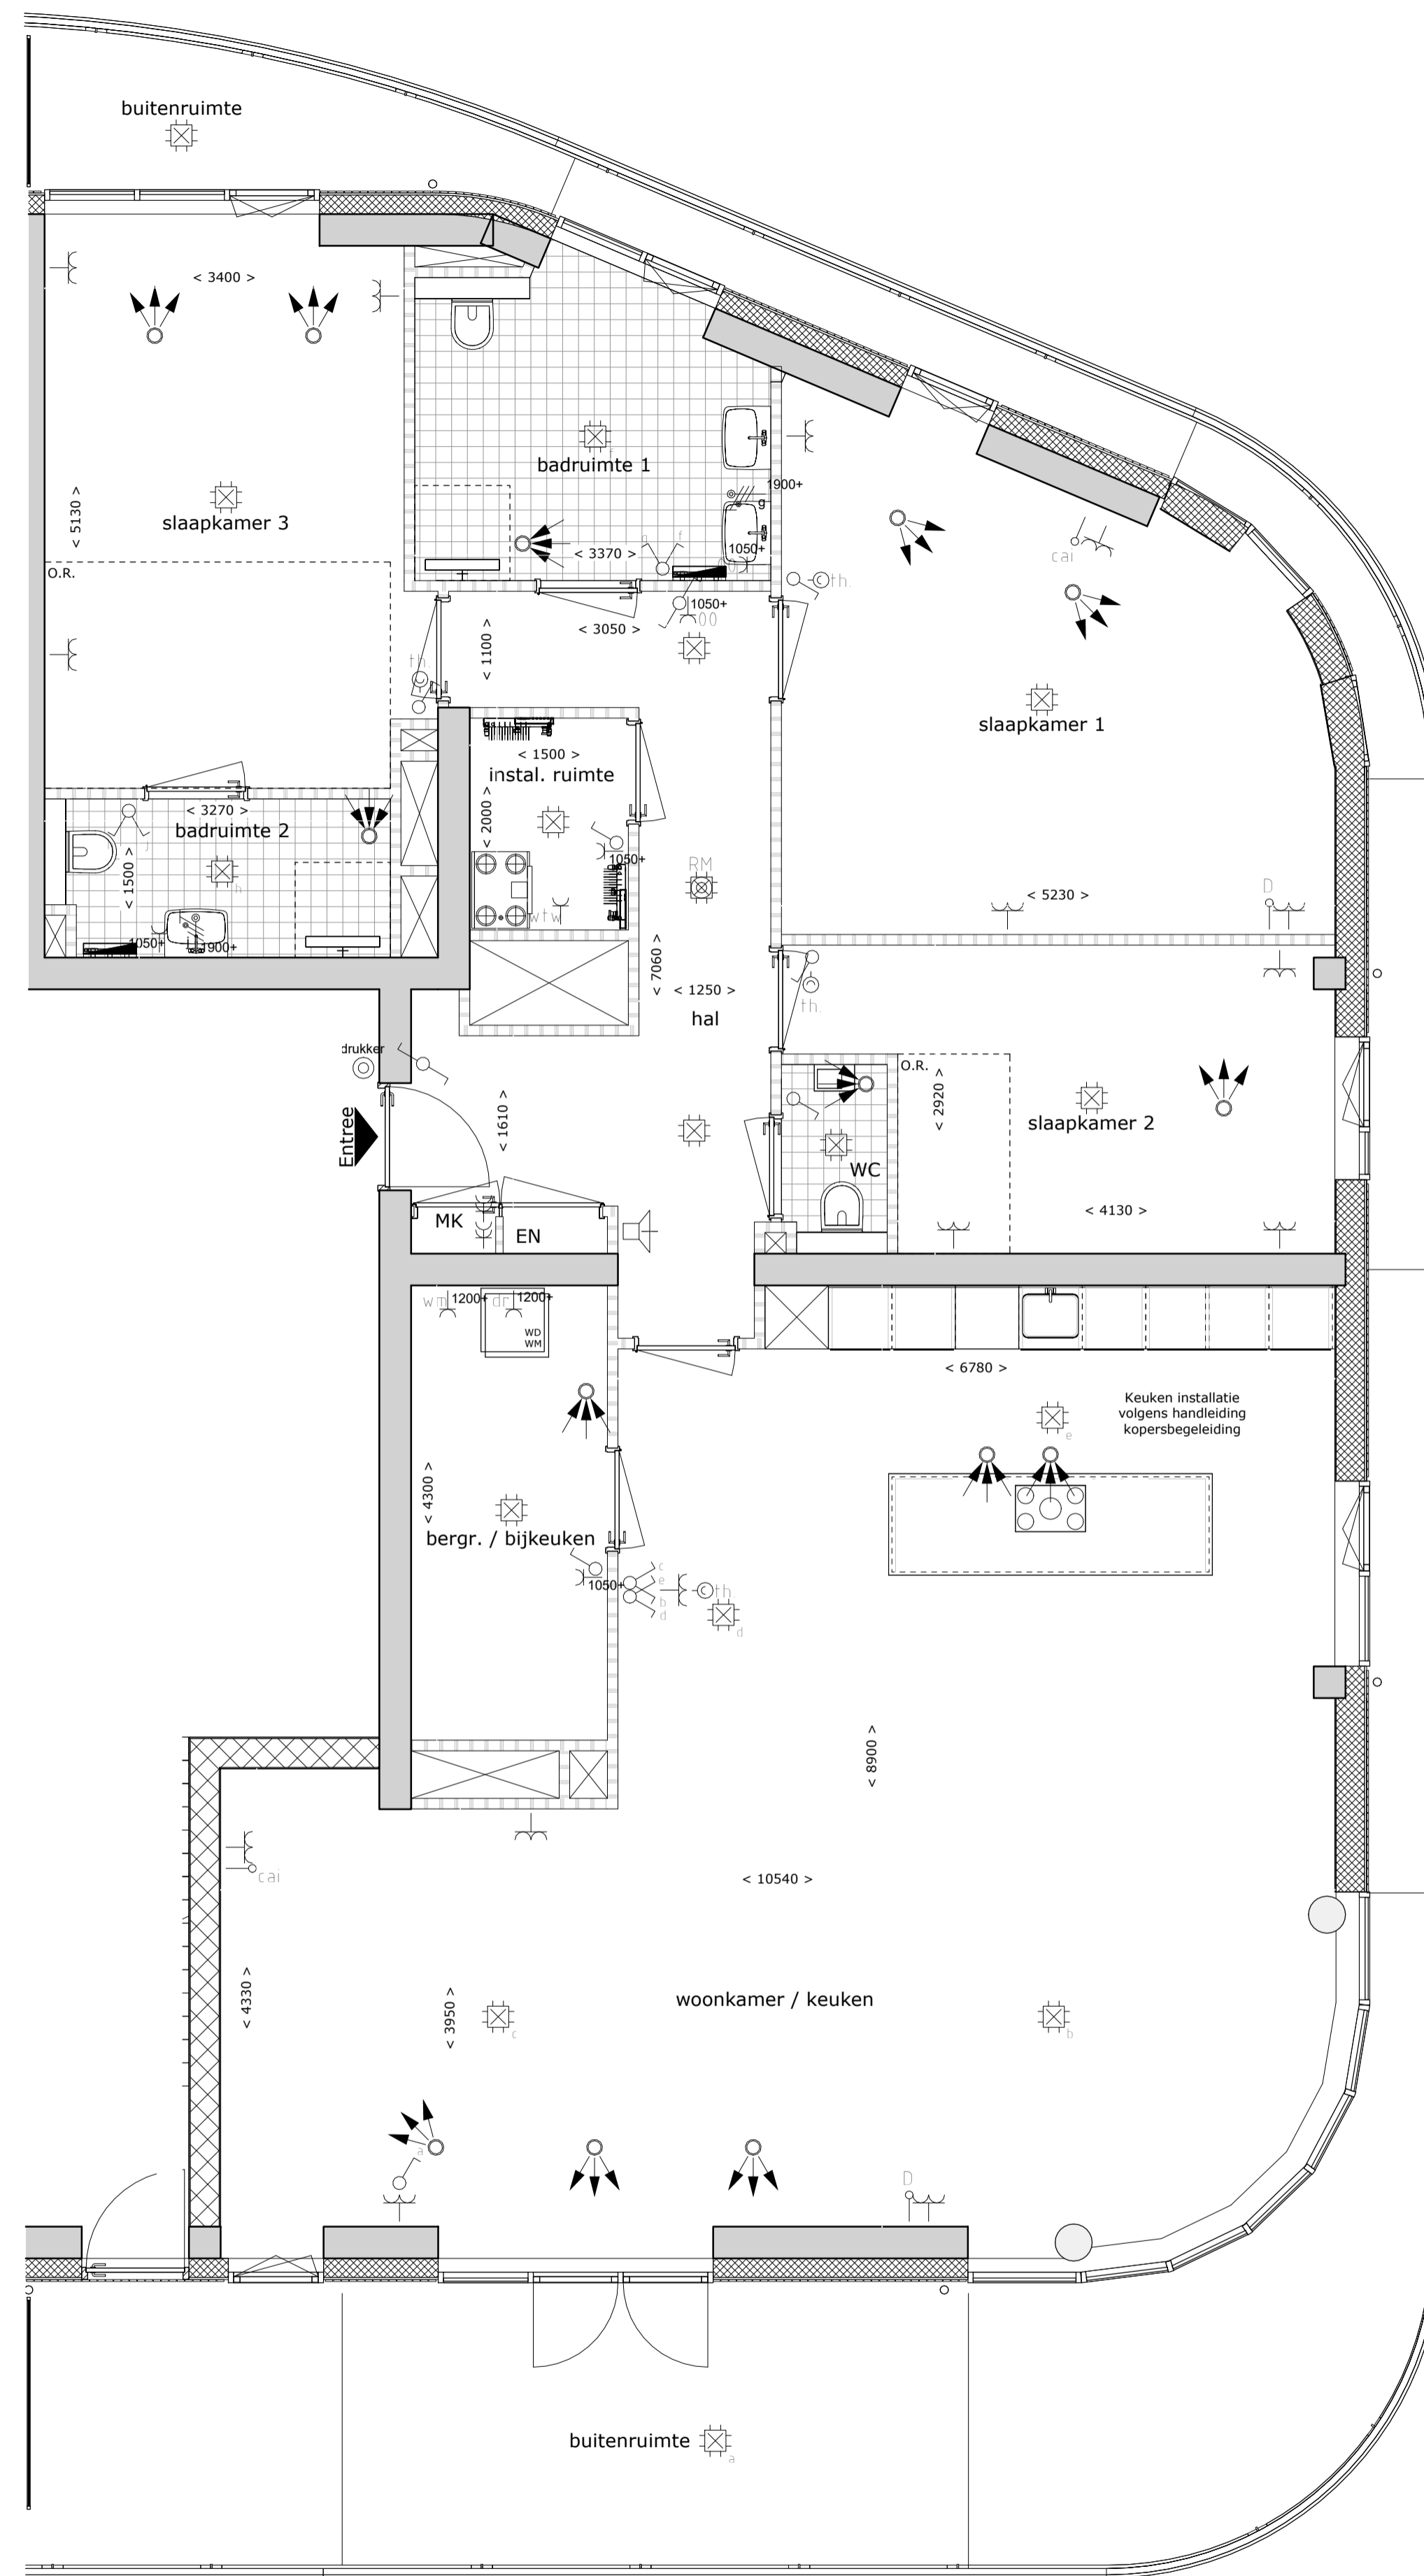 buitenruimte
< 3400 >
badruimte 1
f
1900+
g
< 5130 >
slaapkamer 3
< 3370 >
g
f
1050+
cai
O.R.
th.
1050+
< 3050 >
< 1100 >
th.
slaapkamer 1
< 1500 >
instal. ruimte
< 3270 >
badruimte 2
j
< 2000 >
< 1500 >
h
1050+
RM
wtw
< 5230 >
D
1050+
1900+
< 7060 >
< 1250 >
hal
th.
drukker
O.R.
< 2920 >
Entree
< 1610 >
slaapkamer 2
WC
MK
EN
< 4130 >
wm
1200+
dr
1200+
WD
WM
< 6780 >
Keuken installatie
volgens handleiding
kopersbegeleiding
e
< 4300 >
bergr. / bijkeuken
1050+
c
e
b
d
th.
d
< 8900 >
cai
< 10540 >
< 4330 >
< 3950 >
woonkamer / keuken
c
b
a
D
buitenruimte
a